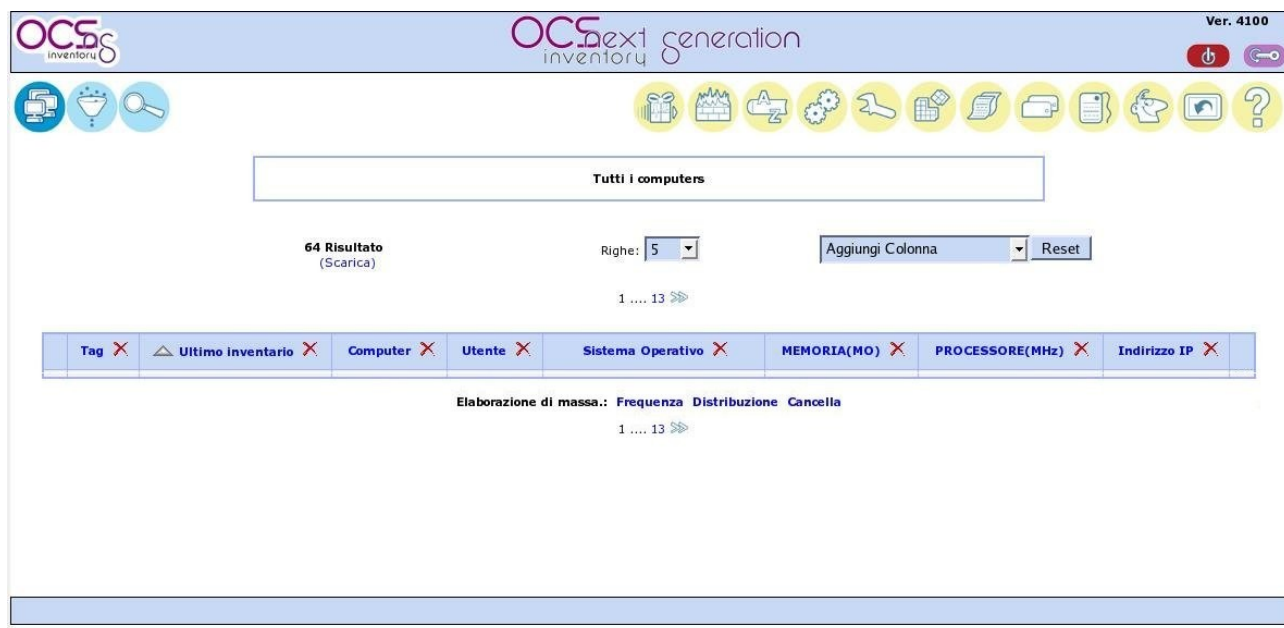 OCS ng
inventory
OCS next generation
inventory
Ver. 4100
A
Z
?
Tutti i computers
64 Risultato
(Scarica)
Righe: 5
Aggiungi Colonna
Reset
1 .... 13
Tag Ultimo inventario Computer Utente Sistema Operativo MEMORIA(MO) PROCESSORE(MHz) Indirizzo IP
Elaborazione di massa.: Frequenza Distribuzione Cancella
1 .... 13